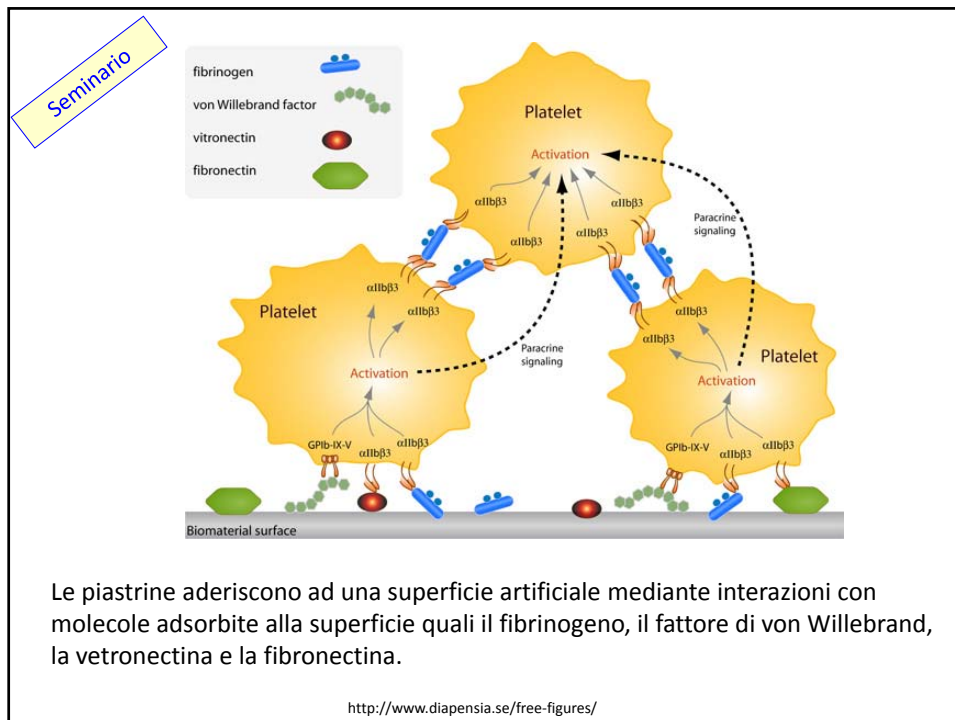 Seminario
fibrinogen
von Willebrand factor
vitronectin
fibronectin
Platelet
Activation
αIIbβ3
αIIbβ3
αIIbβ3
αIIbβ3
Paracrine
signaling
αIIbβ3
αIIbβ3
Platelet
Activation
Paracrine
signaling
GPIb-IX-V
αIIbβ3
αIIbβ3
αIIbβ3
αIIbβ3
Platelet
Activation
GPIb-IX-V
αIIbβ3
αIIbβ3
Biomaterial surface
Le piastrine aderiscono ad una superficie artificiale mediante interazioni con
molecole adsorbite alla superficie quali il fibrinogeno, il fattore di von Willebrand,
la vetronectina e la fibronectina.
http://www.diapensia.se/free-figures/